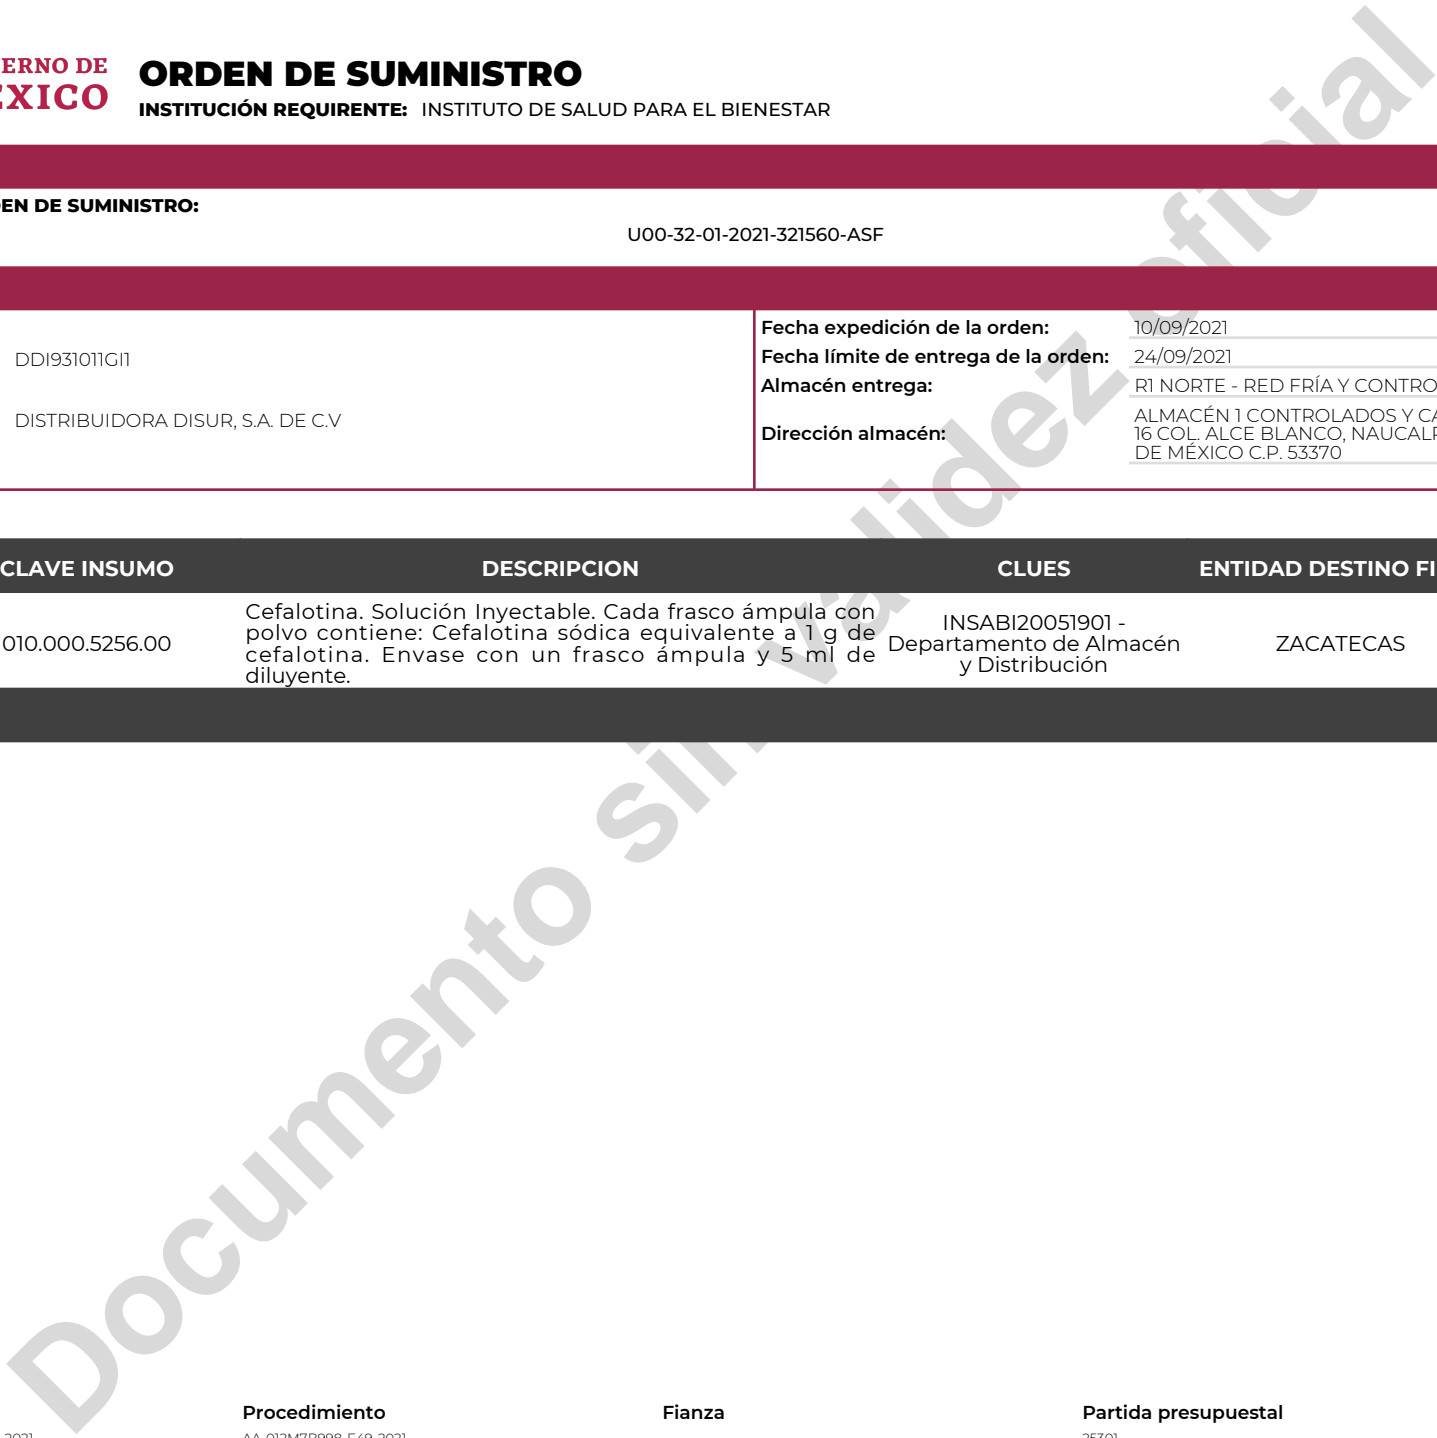 ERNO DE
ÉXICO
ORDEN DE SUMINISTRO
INSTITUCIÓN REQUIRENTE: INSTITUTO DE SALUD PARA EL BIENESTAR
EN DE SUMINISTRO:
U00-32-01-2021-321560-ASF
DDI931011GI1
DISTRIBUIDORA DISUR, S.A. DE C.V
Fecha expedición de la orden: 10/09/2021
Fecha límite de entrega de la orden: 24/09/2021
Almacén entrega: R1 NORTE - RED FRÍA Y CONTRO
Dirección almacén:
ALMACÉN 1 CONTROLADOS Y CA
16 COL. ALCE BLANCO, NAUCALP
DE MÉXICO C.P. 53370
CLAVE INSUMO DESCRIPCION CLUES ENTIDAD DESTINO FI
010.000.5256.00
Cefalotina. Solución Inyectable. Cada frasco ámpula con
polvo contiene: Cefalotina sódica equivalente a 1 g de
cefalotina. Envase con un frasco ámpula y 5 ml de
diluyente.
INSABI20051901 -
Departamento de Almacén
y Distribución
ZACATECAS
Documento sin validez oficial
Procedimiento Fianza Partida presupuestal